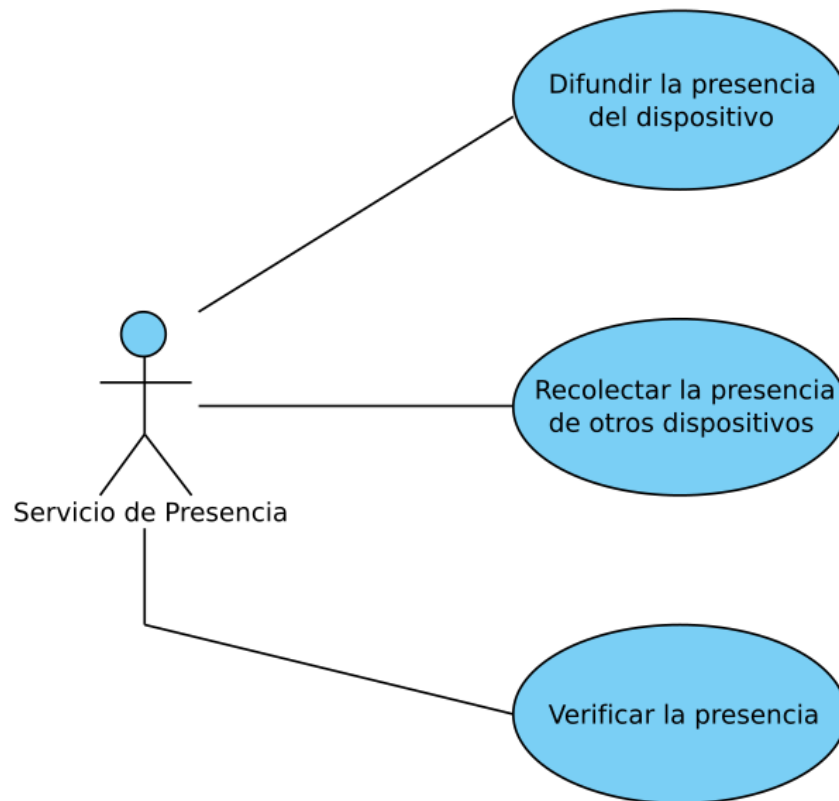 Difundir la presencia
del dispositivo
Recolectar la presencia
de otros dispositivos
Servicio de Presencia
Verificar la presencia